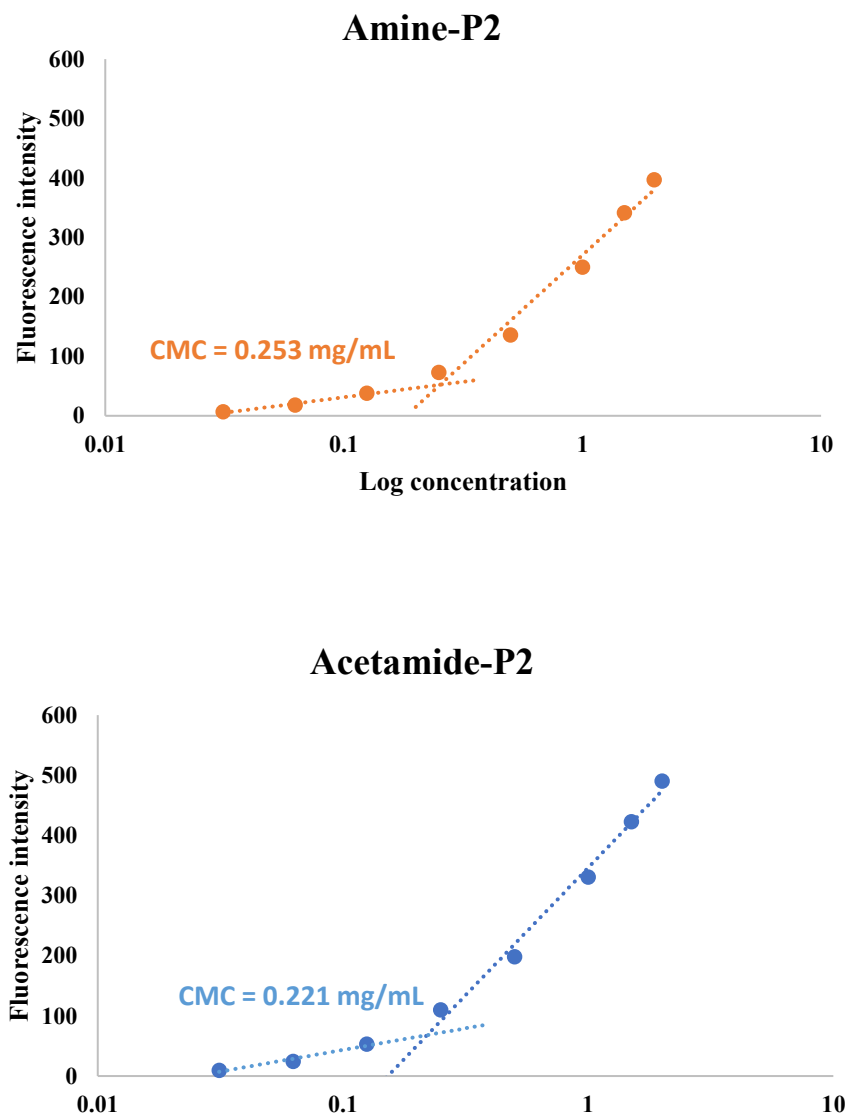 Amine-P2
600
500
400
300
200
100
0
Fluorescence intensity
CMC = 0.253 mg/mL
0.01 0.1 1 10
Log concentration
Acetamide-P2
600
500
400
300
200
100
0
Fluorescence intensity
CMC = 0.221 mg/mL
0.01 0.1 1 10